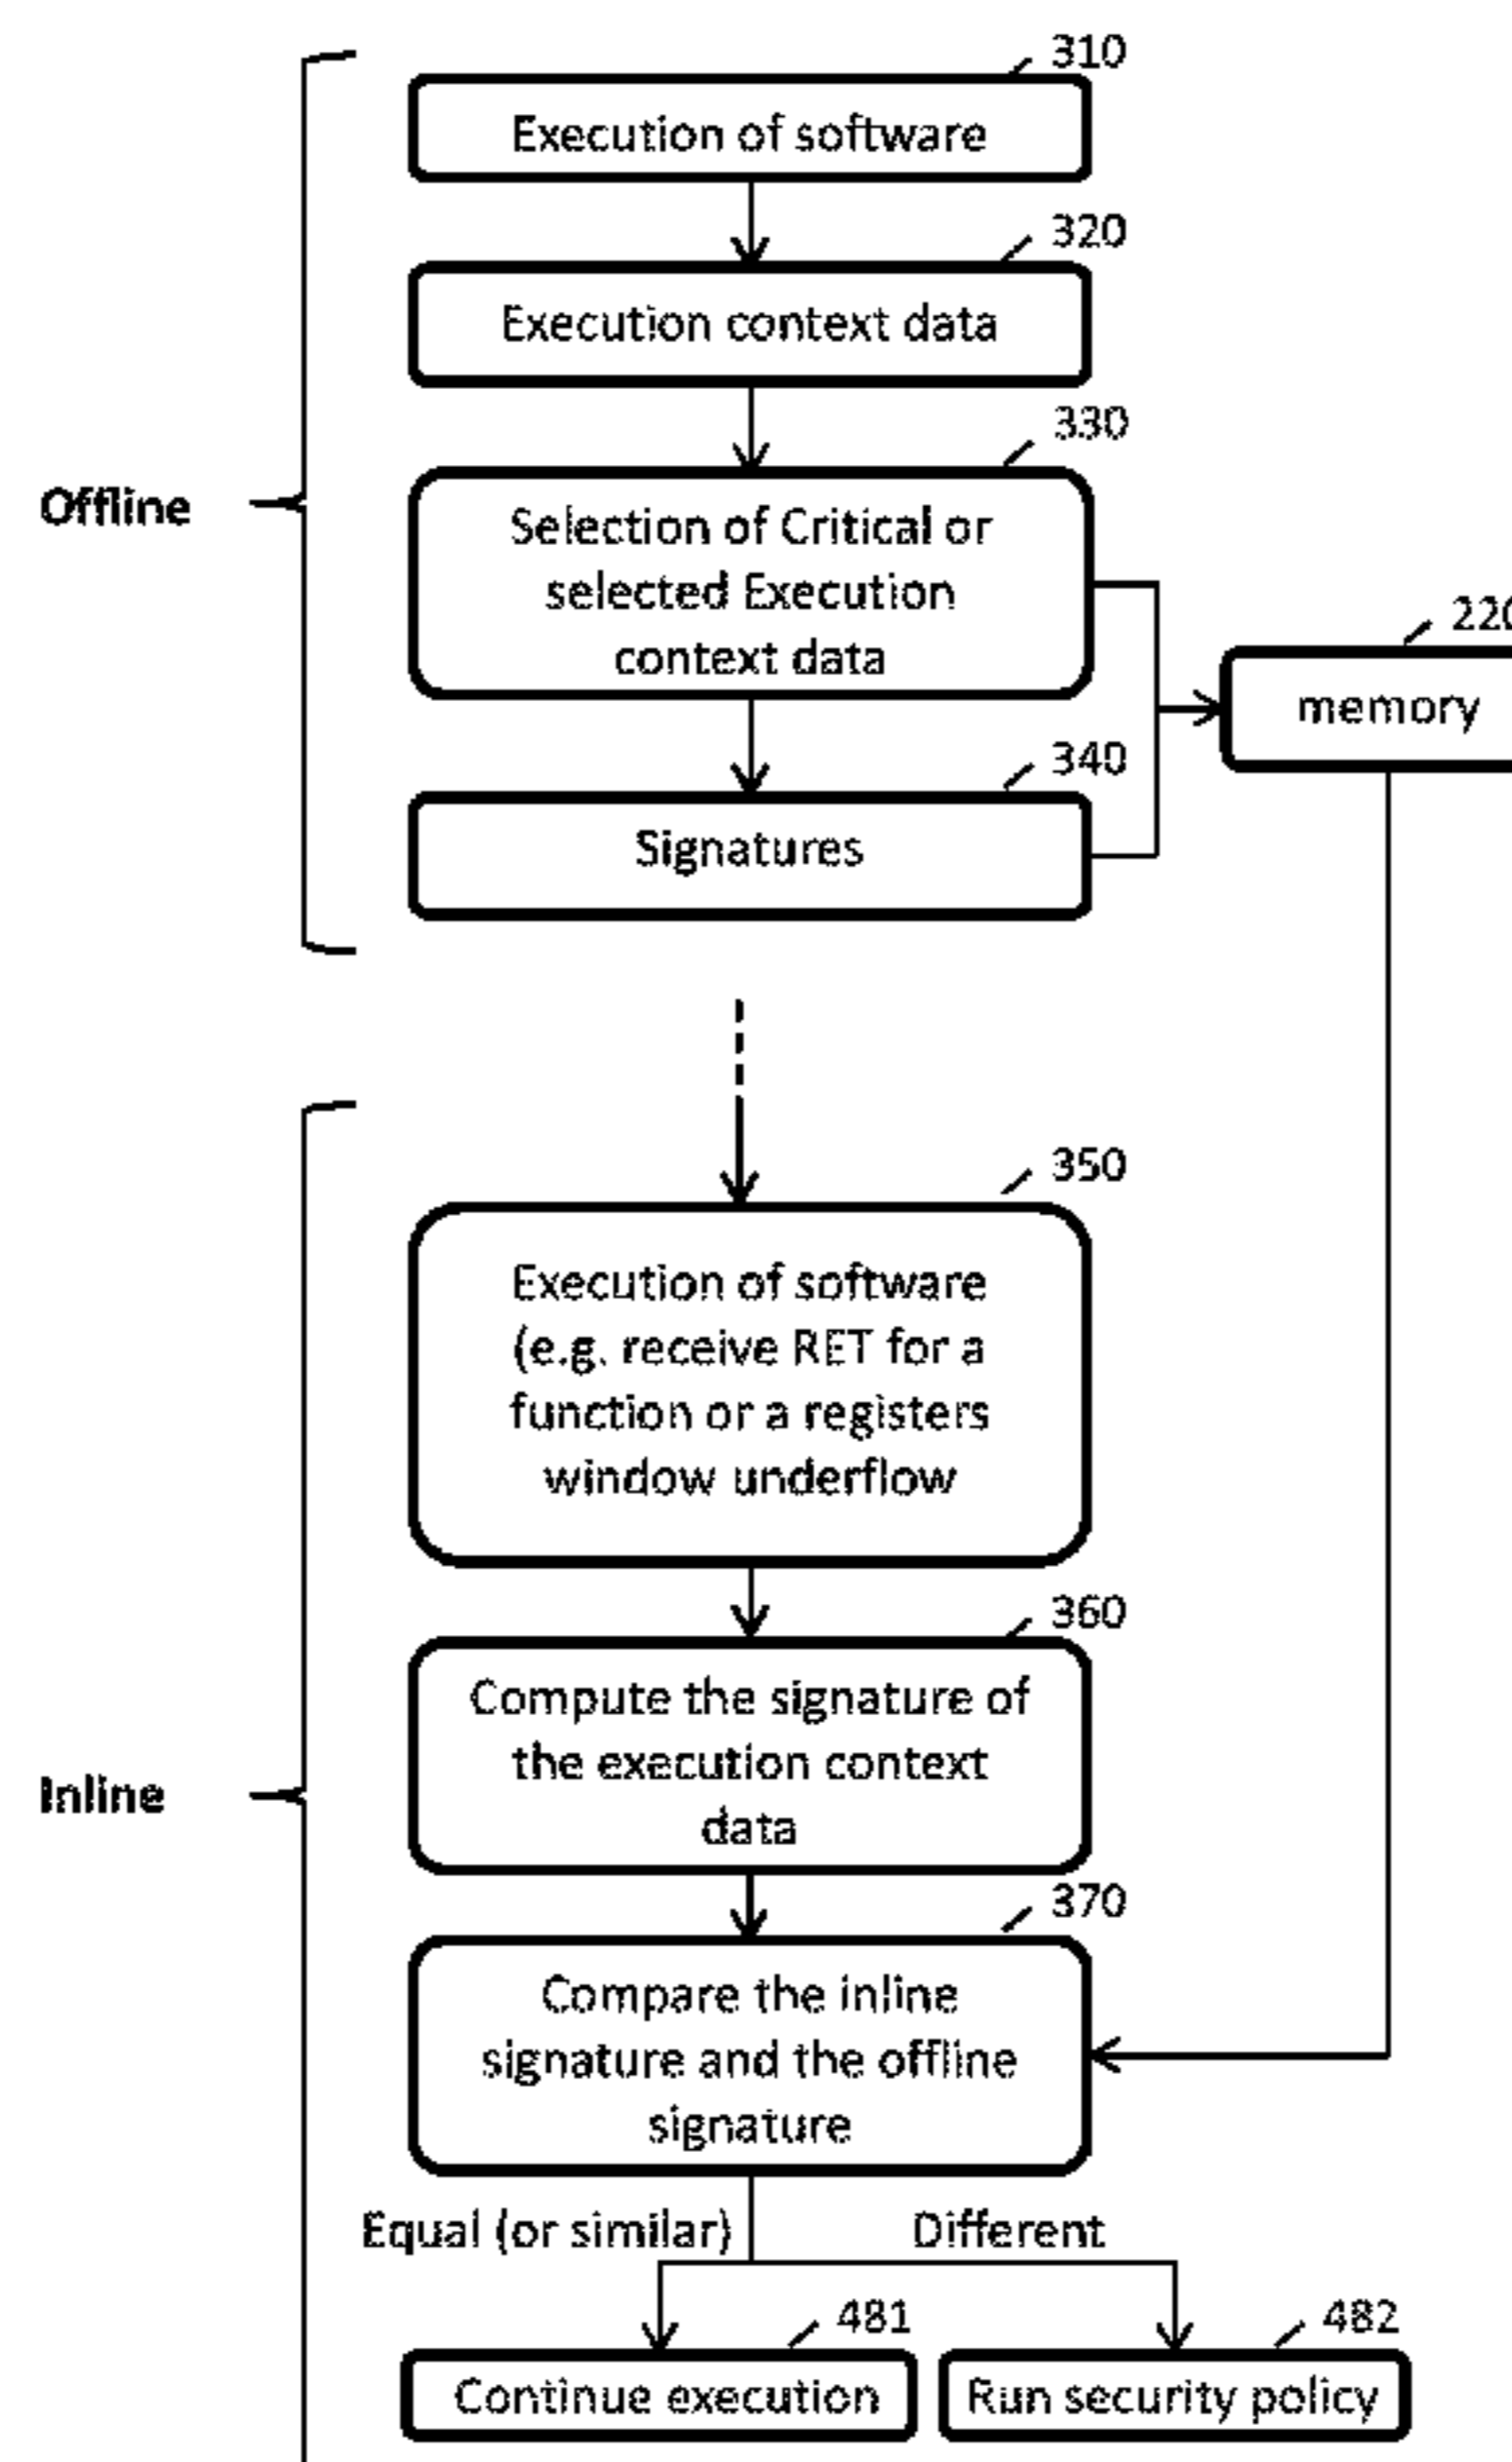 310
Execution of software
320
Execution context data
330
Offline
Selection of Critical or
selected Execution
context data
220
memory
340
Signatures
350
Execution of software
(e.g. receive RET for a
function or a registers
window underflow
360
Compute the signature of
the execution context
data
Inline
370
Compare the inline
signature and the offline
signature
Equal (or similar)
Different
481
482
Continue execution
Run security policy